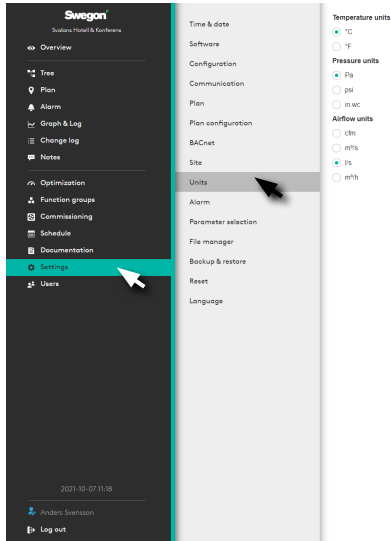 Swegon
Svalans Hotell & Konferens
Overview
Tree
Plan
Alarm
Graph & Log
Change log
Notes
Optimization
Function groups
Commissioning
Schedule
Documentation
Settings
Users
2021-10-07 11:18
Anders Svensson
Log out
Time & date
Software
Configuration
Communication
Plan
Plan configuration
BACnet
Site
Units
Alarm
Parameter selection
File manager
Backup & restore
Reset
Language
Temperature units
°C
°F
Pressure units
Pa
psi
in.wc
Airflow units
cfm
m³/s
l/s
m³/h